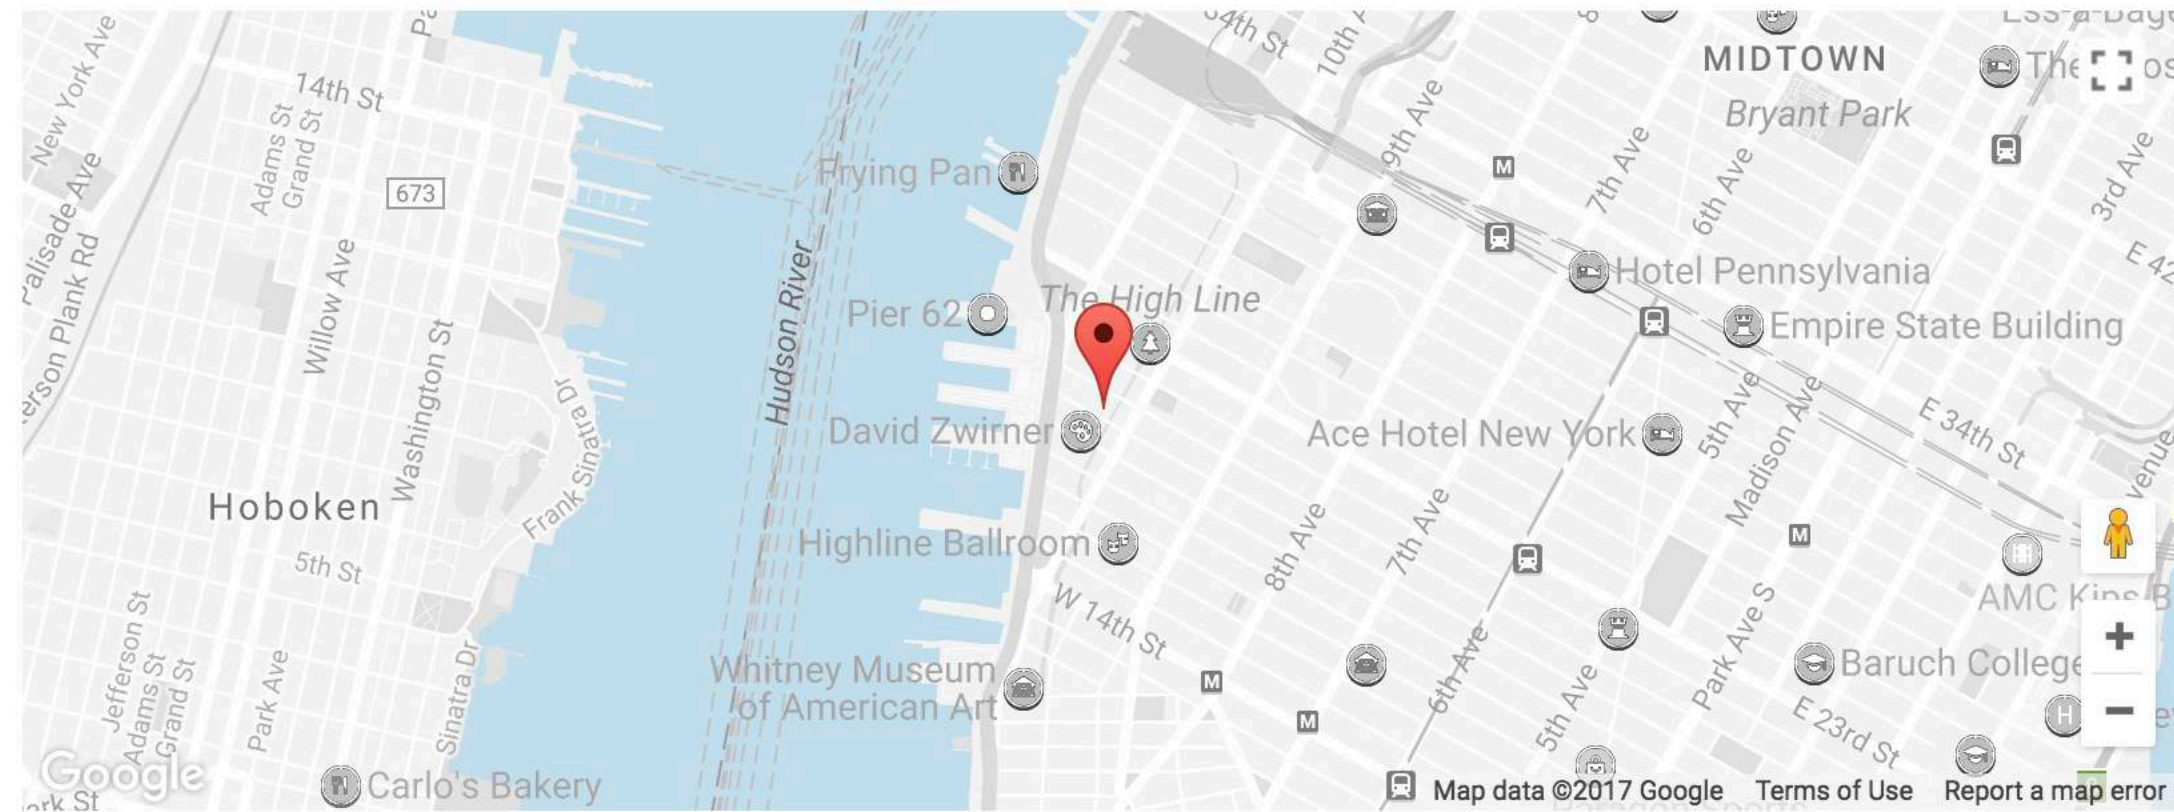 14th St
New York Ave
Adams St
Grand St
673
Palisade Ave
Willow Ave
Washington St
Frank Sinatra Dr
Hoboken
5th St
Jefferson St
Adams St
Grand St
Park Ave
Sinatra Dr
Carlo's Bakery
Google
Hudson River
Frying Pan
Pier 62
The High Line
David Zwirner
Highline Ballroom
W 14th St
Whitney Museum
of American Art
34th St
10th A
9th Ave
MIDTOWN
Bryant Park
7th Ave
6th Ave
3rd Ave
E 42
M
Hotel Pennsylvania
Empire State Building
Ace Hotel New York
5th Ave
Madison Ave
E 34th St
8th Ave
7th Ave
M
M
M
6th Ave
5th Ave
Park Ave S
AMC Kips B
Baruch College
H
E 23rd St
+
−
Map data ©2017 Google
Terms of Use
Report a map error